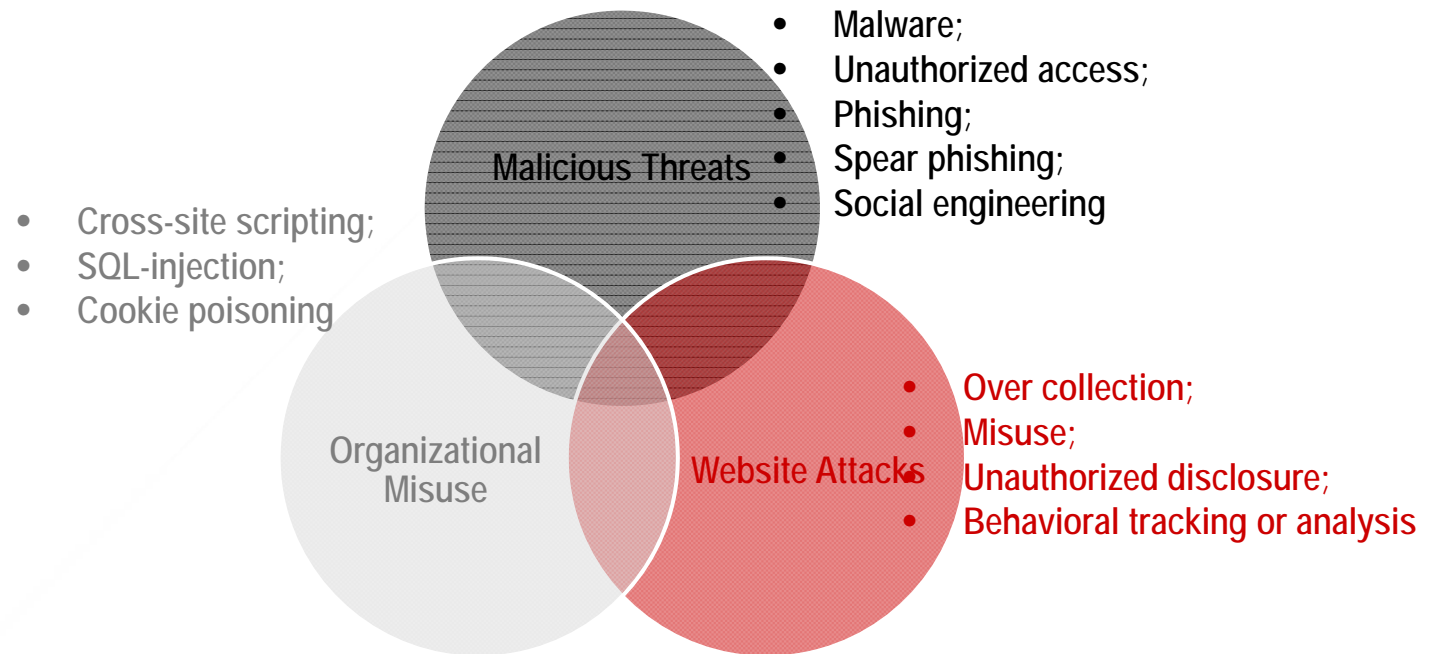 • Malware;
• Unauthorized access;
• Phishing;
• Spear phishing;
• Social engineering
Malicious Threats
• Cross-site scripting;
• SQL-injection;
• Cookie poisoning
Organizational
Misuse
Website Attacks
• Over collection;
• Misuse;
• Unauthorized disclosure;
• Behavioral tracking or analysis